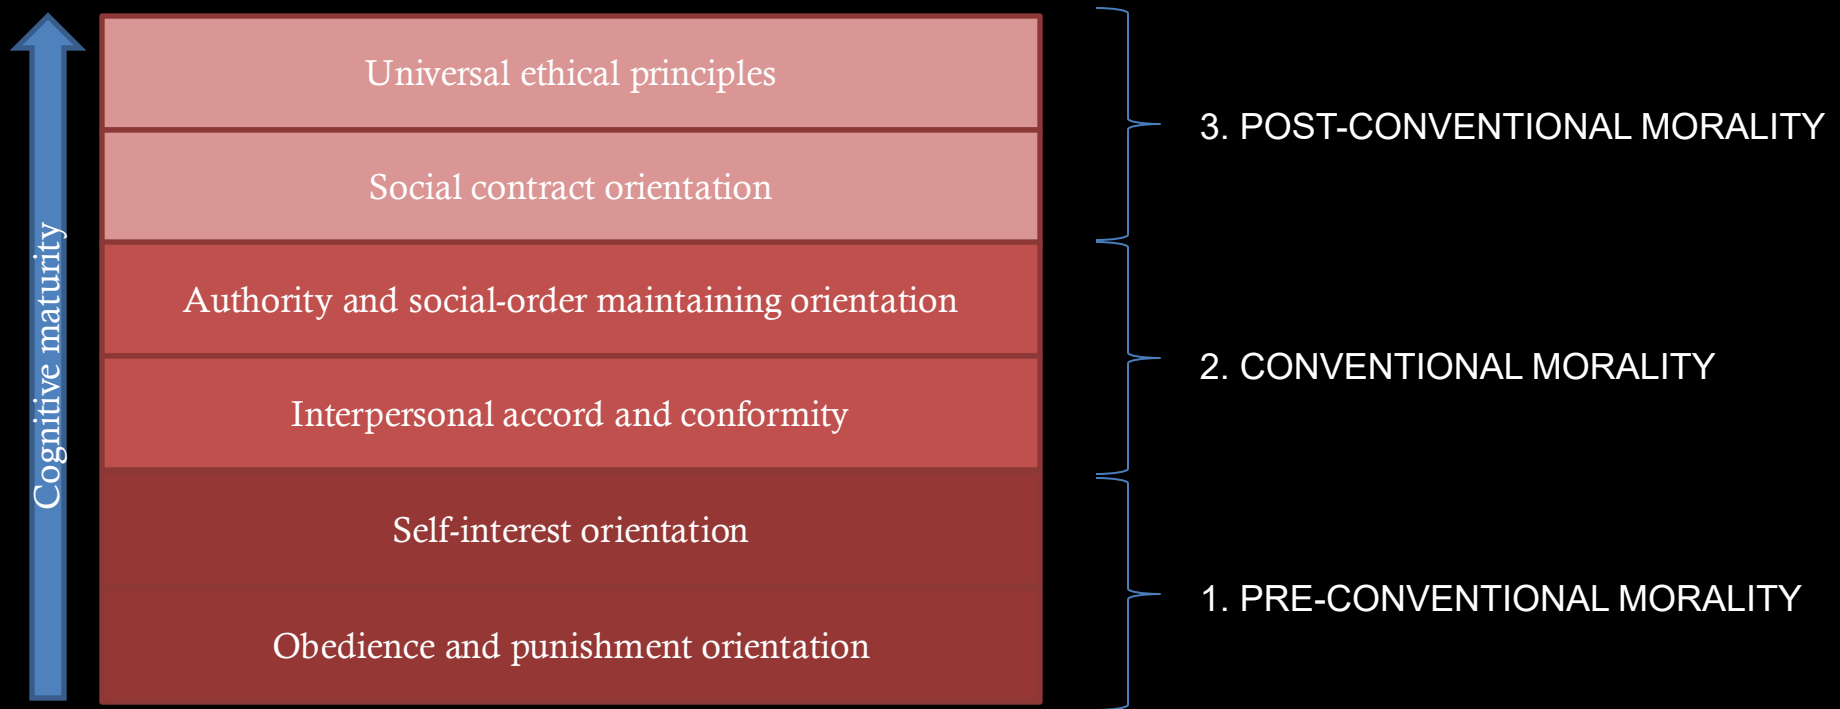 Cognitive maturity
Universal ethical principles
Social contract orientation
3. POST-CONVENTIONAL MORALITY
Authority and social-order maintaining orientation
Interpersonal accord and conformity
2. CONVENTIONAL MORALITY
Self-interest orientation
Obedience and punishment orientation
1. PRE-CONVENTIONAL MORALITY